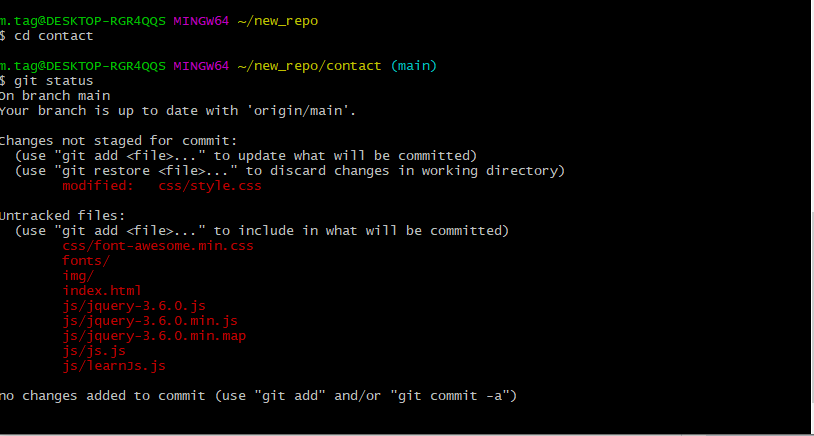 m.tag@DESKTOP-RGR4QQS MINGW64 ~/new_repo
$ cd contact
m.tag@DESKTOP-RGR4QQS MINGW64 ~/new_repo/contact (main)
$ git status
On branch main
Your branch is up to date with 'origin/main'.
Changes not staged for commit:
(use "git add <file>..." to update what will be committed)
(use "git restore <file>..." to discard changes in working directory)
modified: css/style.css
Untracked files:
(use "git add <file>..." to include in what will be committed)
css/font-awesome.min.css
fonts/
img/
index.html
js/jquery-3.6.0.js
js/jquery-3.6.0.min.js
js/jquery-3.6.0.min.map
js/js.js
js/learnJs.js
no changes added to commit (use "git add" and/or "git commit -a")